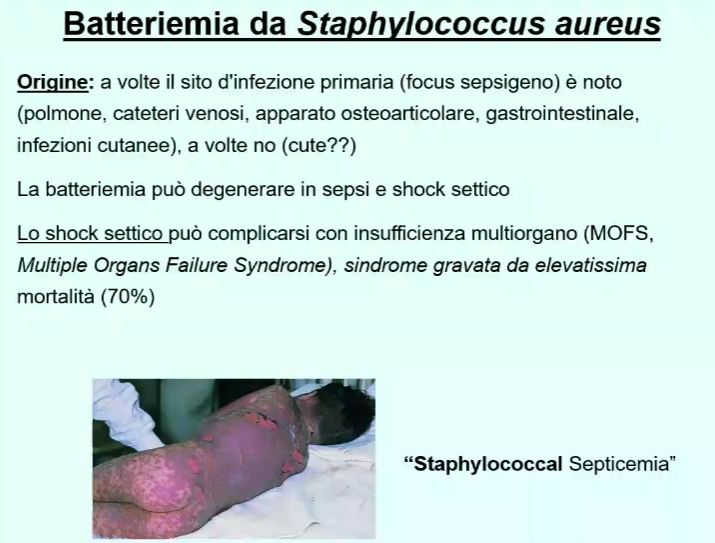 Batteriemia da Staphylococcus aureus
Origine: a volte il sito d'infezione primaria (focus sepsigeno) è noto
(polmone, cateteri venosi, apparato osteoarticolare, gastrointestinale,
infezioni cutanee), a volte no (cute??)
La batteriemia può degenerare in sepsi e shock settico
Lo shock settico può complicarsi con insufficienza multiorgano (MOFS,
Multiple Organs Failure Syndrome), sindrome gravata da elevatissima
mortalità (70%)
“Staphylococcal Septicemia”